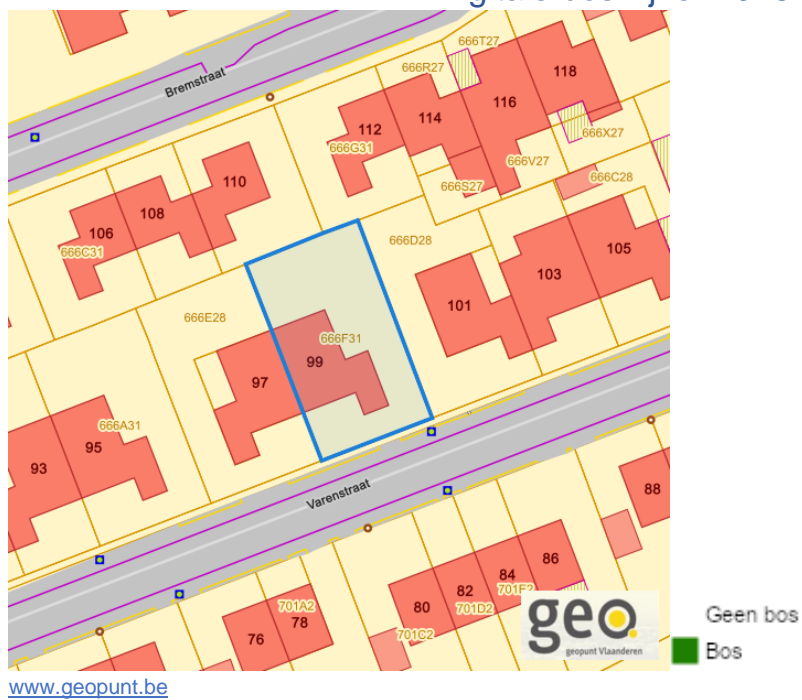 Bremstraat
666T27
666R27
118
116
114
112
666G31
666X27
666V27
666S27
666C28
110
108
106
666C31
666D28
105
103
101
666E28
666F31
99
97
666A31
95
93
Varenstraat
88
86
84
82
80
701F2
701D2
701C2
701A2
78
76
geo.
geopunt Vlaanderen
Geen bos
Bos
www.geopunt.be